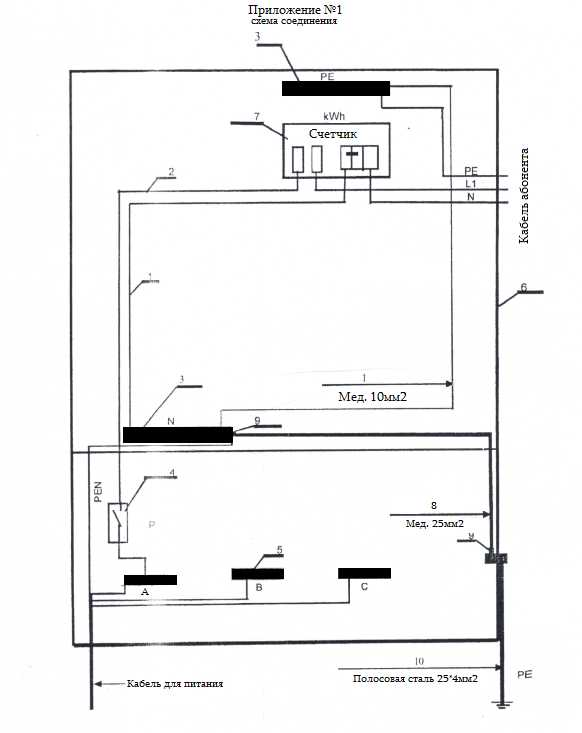 Приложение №1
схема соединения
3
PE
kWh
7
Счетчик
2
PE
L1
N
Кабель абонента
1
6
3
1
Мед. 10мм2
N
9
4
PEN
P
8
Мед. 25мм2
9
5
A
B
C
10
Полосовая сталь 25*4мм2
PE
Кабель для питания